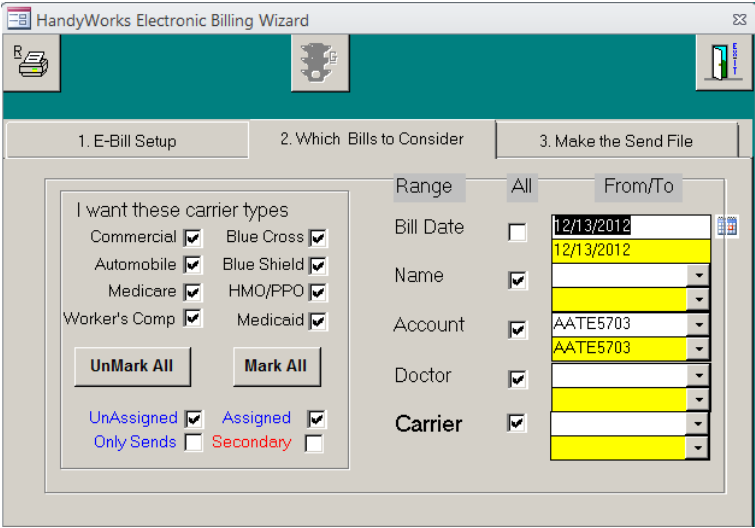 HandyWorks Electronic Billing Wizard
R
G
EXIT
1. E-Bill Setup
2. Which Bills to Consider
3. Make the Send File
I want these carrier types
Commercial
Blue Cross
Automobile
Blue Shield
Medicare
HMO/PPO
Worker's Comp
Medicaid
UnMark All
Mark All
UnAssigned
Assigned
Only Sends
Secondary
Range
All
From/To
Bill Date
12/13/2012
12/13/2012
Name
Account
AATE5703
AATE5703
Doctor
Carrier